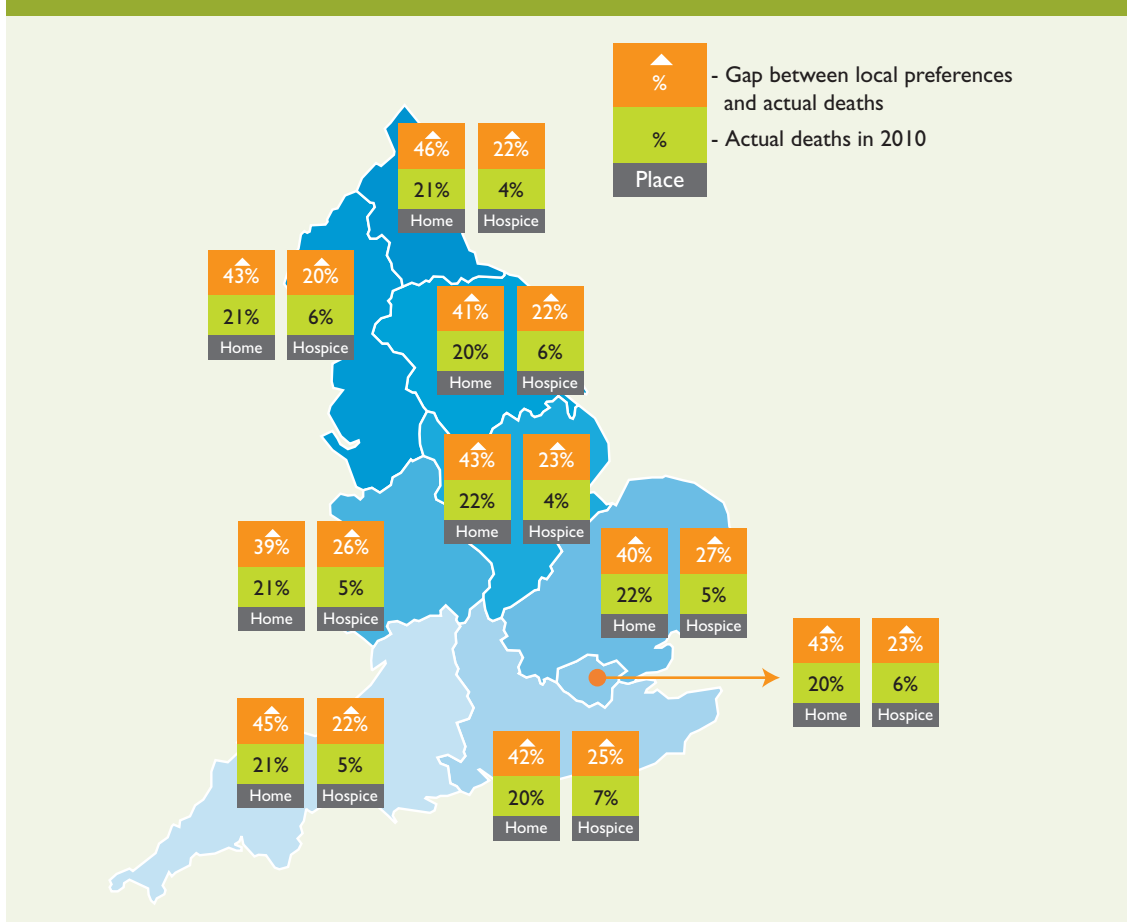 %
- Gap between local preferences
and actual deaths
%
- Actual deaths in 2010
Place
46% 22%
21% 4%
Home Hospice
43% 20%
21% 6%
Home Hospice
41% 22%
20% 6%
Home Hospice
43% 23%
22% 4%
Home Hospice
39% 26%
21% 5%
Home Hospice
40% 27%
22% 5%
Home Hospice
43% 23%
20% 6%
Home Hospice
45% 22%
21% 5%
Home Hospice
42% 25%
20% 7%
Home Hospice